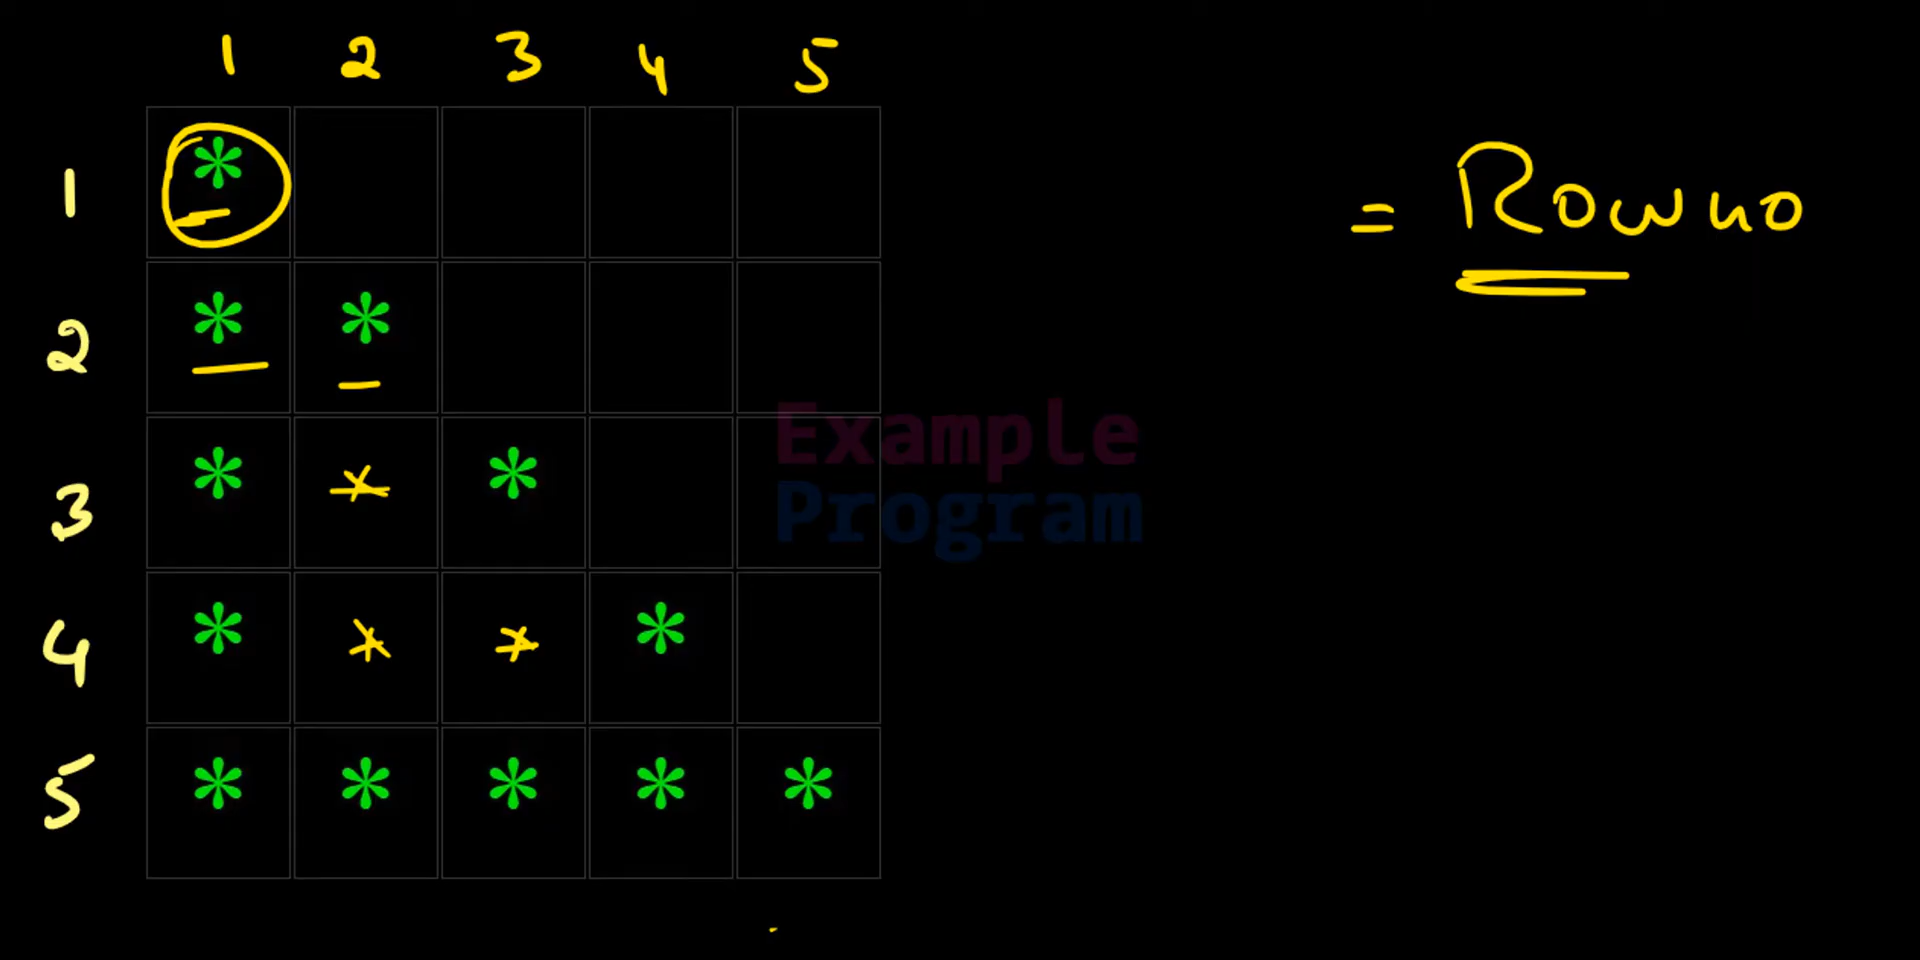 1 2 3 4 5
1 *
= Rowno
2 * *
3 * * *
Example
Program
4 * * * *
5 * * * * *